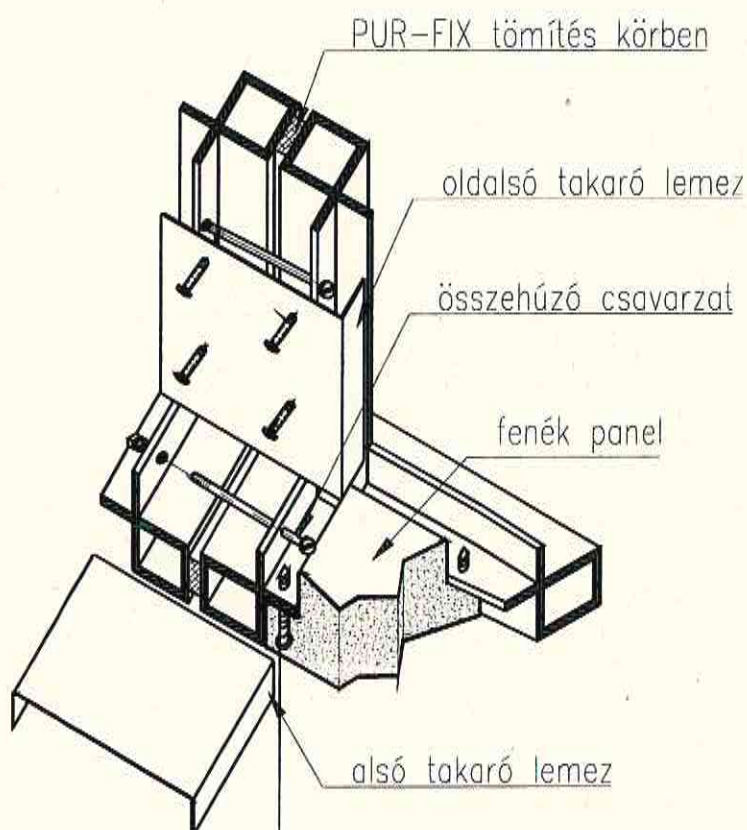 PUR-FIX tömítés körben
oldalsó takaró lemez
összehúzó csavarzat
fenék panel
alsó takaró lemez